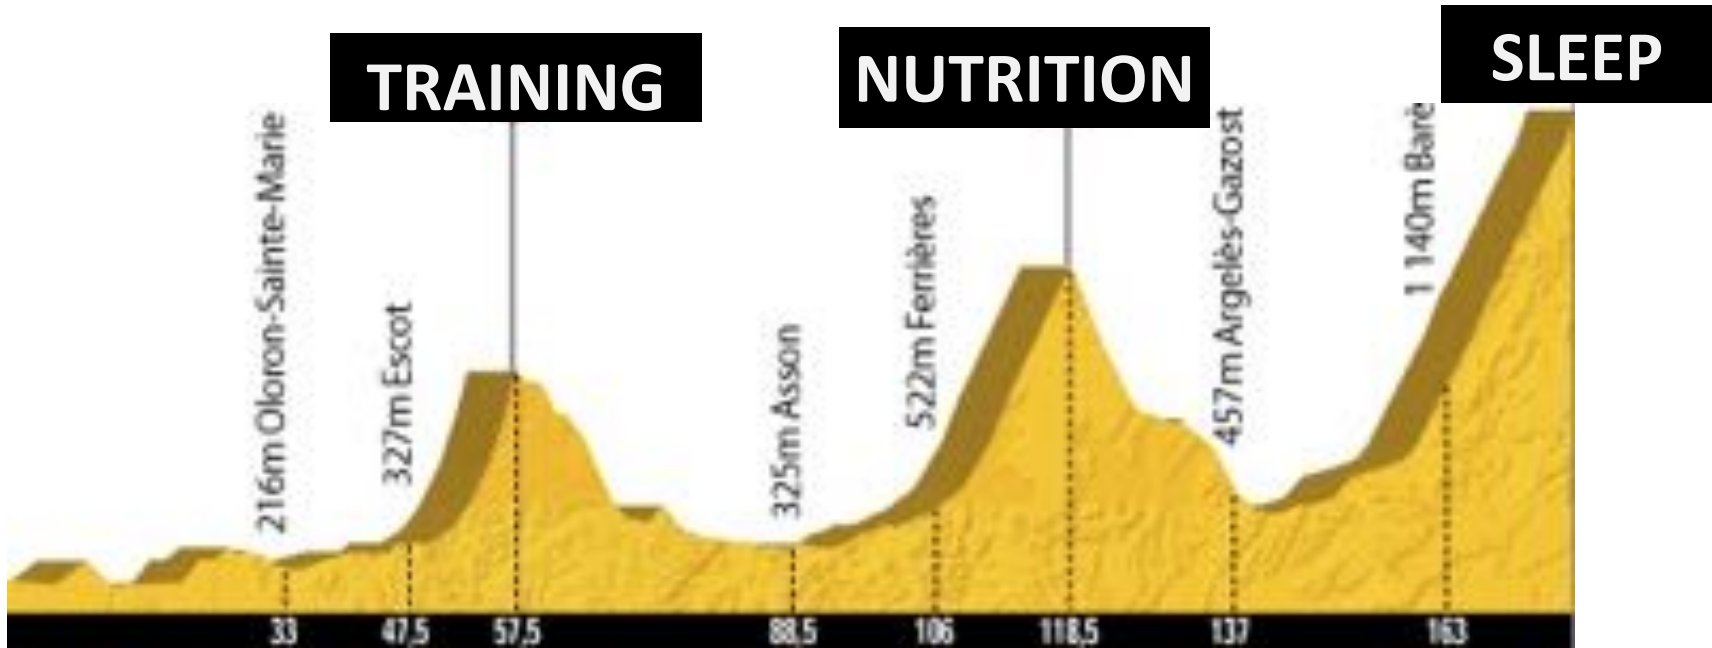 TRAINING
NUTRITION
SLEEP
216m Oloron-Sainte-Marie
327m Escot
325m Asson
522m Ferrières
457m Argelès-Gazost
1 140m Barè
33
47,5
57,5
88,5
106
118,5
137
163